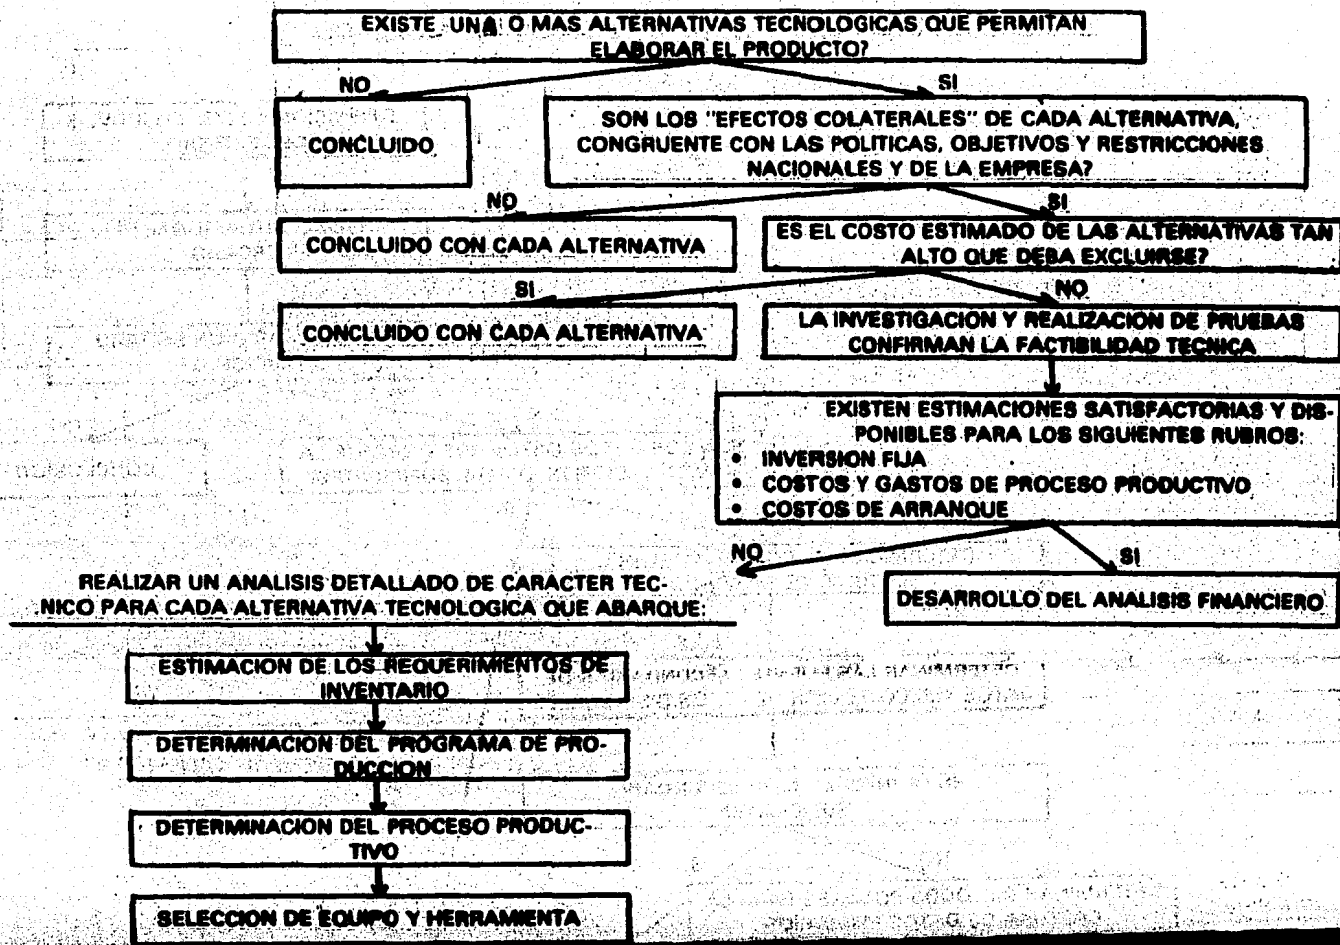 EXISTE UNA O MAS ALTERNATIVAS TECNOLOGICAS QUE PERMITAN
ELABORAR EL PRODUCTO?
NO
SI
CONCLUIDO
SON LOS "EFECTOS COLATERALES" DE CADA ALTERNATIVA,
CONGRUENTE CON LAS POLITICAS, OBJETIVOS Y RESTRICCIONES
NACIONALES Y DE LA EMPRESA?
NO
SI
CONCLUIDO CON CADA ALTERNATIVA
ES EL COSTO ESTIMADO DE LAS ALTERNATIVAS TAN
ALTO QUE DEBA EXCLUIRSE?
SI
NO
CONCLUIDO CON CADA ALTERNATIVA
LA INVESTIGACION Y REALIZACION DE PRUEBAS
CONFIRMAN LA FACTIBILIDAD TECNICA
EXISTEN ESTIMACIONES SATISFACTORIAS Y DIS-
PONIBLES PARA LOS SIGUIENTES RUBROS:
• INVERSION FIJA
• COSTOS Y GASTOS DE PROCESO PRODUCTIVO
• COSTOS DE ARRANQUE
NO
SI
REALIZAR UN ANALISIS DETALLADO DE CARACTER TEC-
NICO PARA CADA ALTERNATIVA TECNOLOGICA QUE ABARQUE:
DESARROLLO DEL ANALISIS FINANCIERO
ESTIMACION DE LOS REQUERIMIENTOS DE
INVENTARIO
DETERMINACION DEL PROGRAMA DE PRO-
DUCCION
DETERMINACION DEL PROCESO PRODUC-
TIVO
SELECCION DE EQUIPO Y HERRAMIENTA